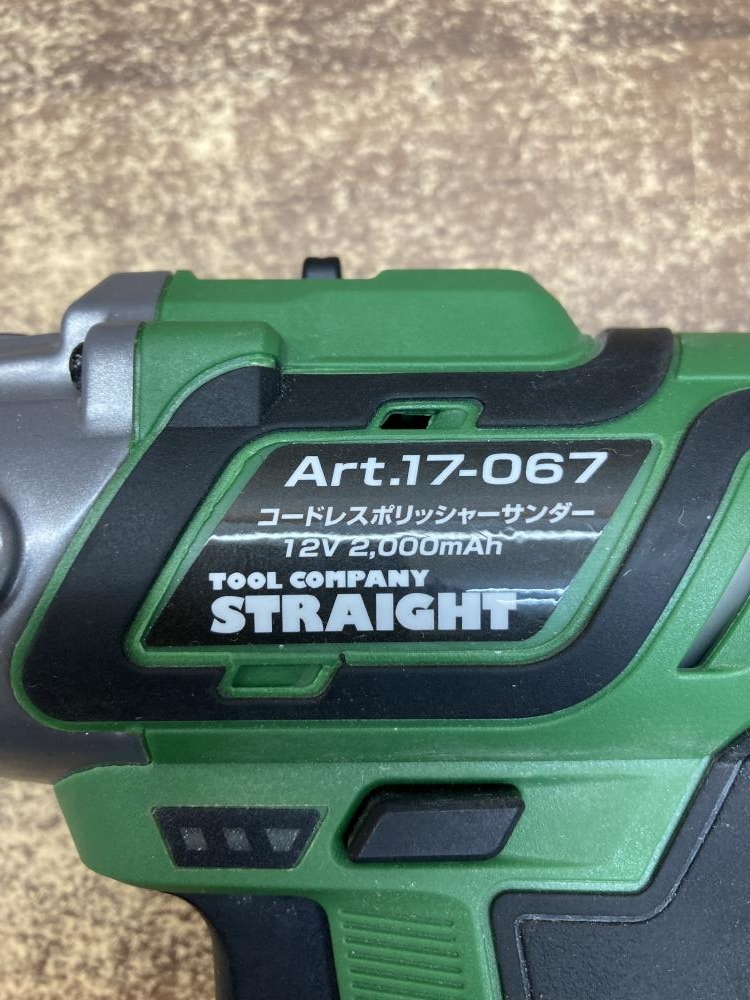 Art.17-067
コードレスポリッシャーサンダー
12V 2,000mAh
TOOL COMPANY
STRAIGHT